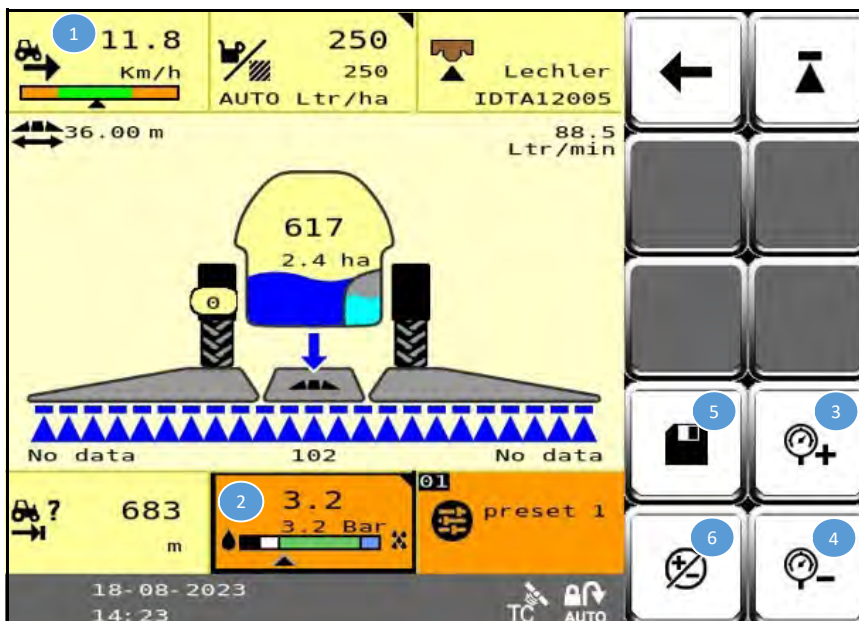 1
11.8
Km/h
250
250
AUTO Ltr/ha
Lechler
IDTA12005
36.00 m
88.5
Ltr/min
617
2.4 ha
0
No data
102
No data
? 683
m
2
3.2
3.2 Bar
01
preset 1
5
3
+
6
+
-
4
-
18-08-2023
14:23
TC
AUTO